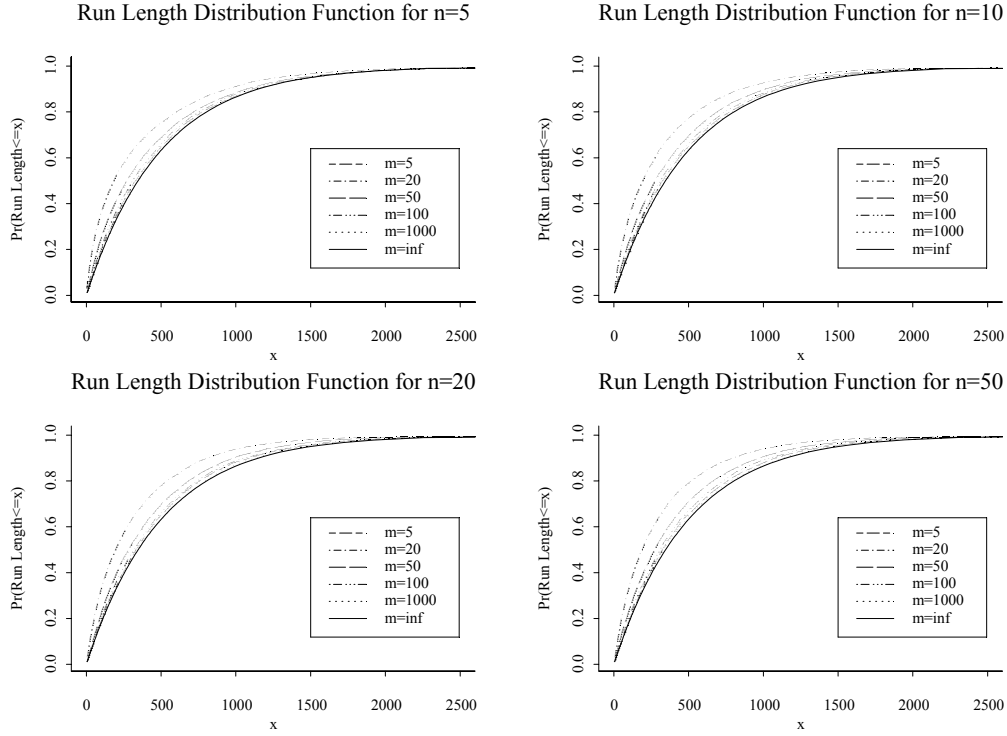 Run Length Distribution Function for n=5
Pr(Run Length<=x)
0.0 0.2 0.4 0.6 0.8 1.0
m=5
m=20
m=50
m=100
m=1000
m=inf
0 500 1000 1500 2000 2500
x
Run Length Distribution Function for n=10
Pr(Run Length<=x)
0.0 0.2 0.4 0.6 0.8 1.0
m=5
m=20
m=50
m=100
m=1000
m=inf
0 500 1000 1500 2000 2500
x
Run Length Distribution Function for n=20
Pr(Run Length<=x)
0.0 0.2 0.4 0.6 0.8 1.0
m=5
m=20
m=50
m=100
m=1000
m=inf
0 500 1000 1500 2000 2500
x
Run Length Distribution Function for n=50
Pr(Run Length<=x)
0.0 0.2 0.4 0.6 0.8 1.0
m=5
m=20
m=50
m=100
m=1000
m=inf
0 500 1000 1500 2000 2500
x